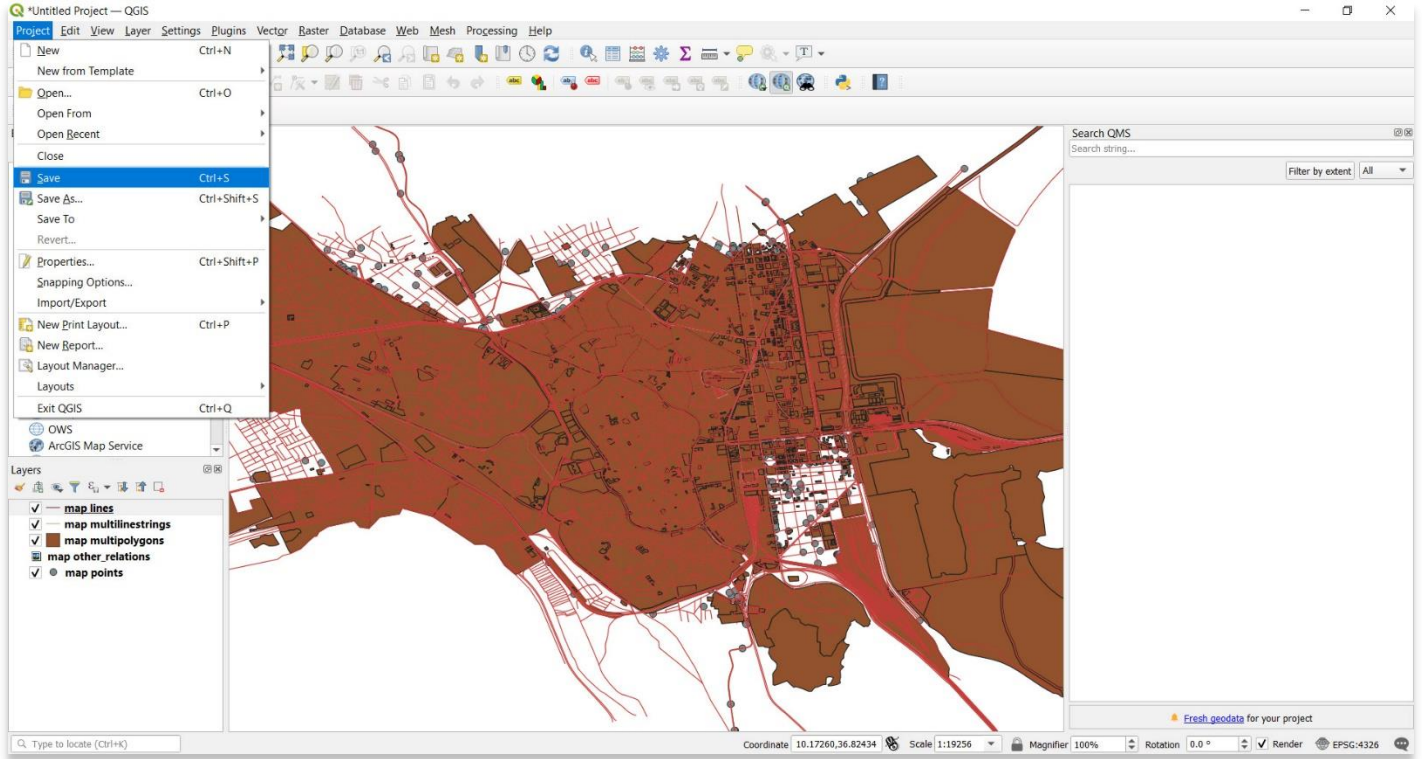 *Untitled Project — QGIS
Project Edit View Layer Settings Plugins Vector Raster Database Web Mesh Processing Help
New Ctrl+N
New from Template
Open... Ctrl+O
Open From
Open Recent
Close
Save Ctrl+S
Save As... Ctrl+Shift+S
Save To
Revert...
Properties... Ctrl+Shift+P
Snapping Options...
Import/Export
New Print Layout... Ctrl+P
New Report...
Layout Manager...
Layouts
Exit QGIS Ctrl+Q
OWS
ArcGIS Map Service
Layers
map lines
map multilinestrings
map multipolygons
map other_relations
map points
Search QMS
Search string...
Filter by extent All
Fresh geodata for your project
Type to locate (Ctrl+K) Coordinate 10.17260,36.82434 Scale 1:19256 Magnifier 100% Rotation 0.0 ° Render EPSG:4326